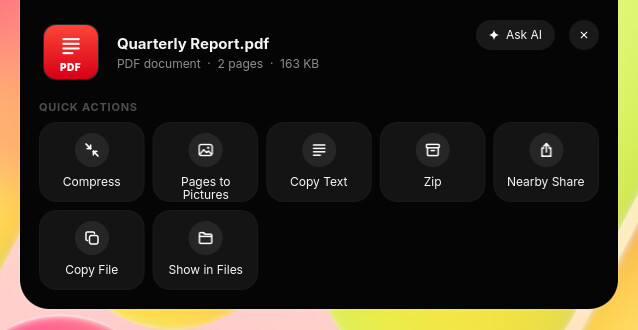 PDF
Quarterly Report.pdf
PDF document · 2 pages · 163 KB
Ask AI
QUICK ACTIONS
Compress
Pages to
Pictures
Copy Text
Zip
Nearby Share
Copy File
Show in Files